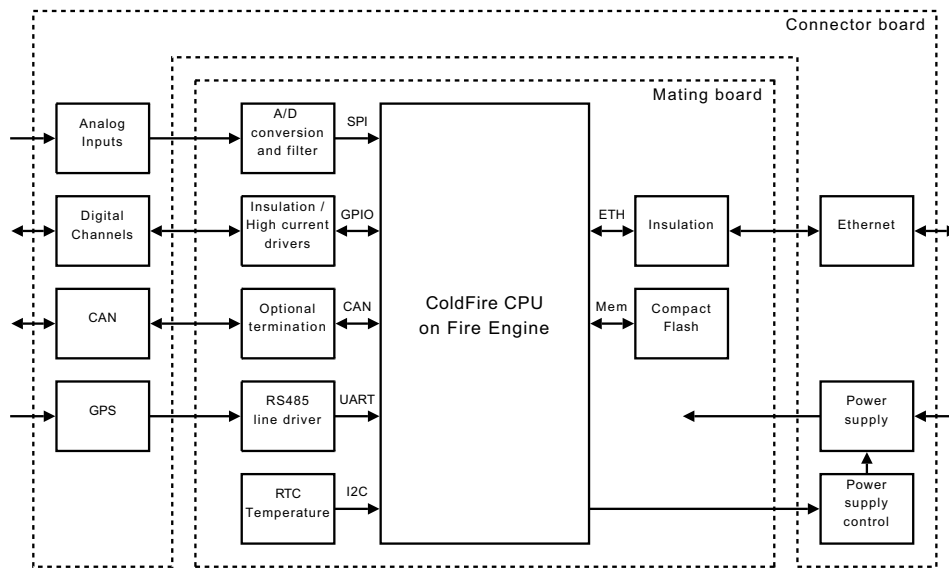 Connector board
Mating board
Analog
Inputs
A/D
conversion
and filter
SPI
Digital
Channels
Insulation /
High current
drivers
GPIO
CAN
Optional
termination
CAN
GPS
RS485
line driver
UART
RTC
Temperature
I2C
ColdFire CPU
on Fire Engine
ETH
Insulation
Ethernet
Mem
Compact
Flash
Power
supply
Power
supply
control